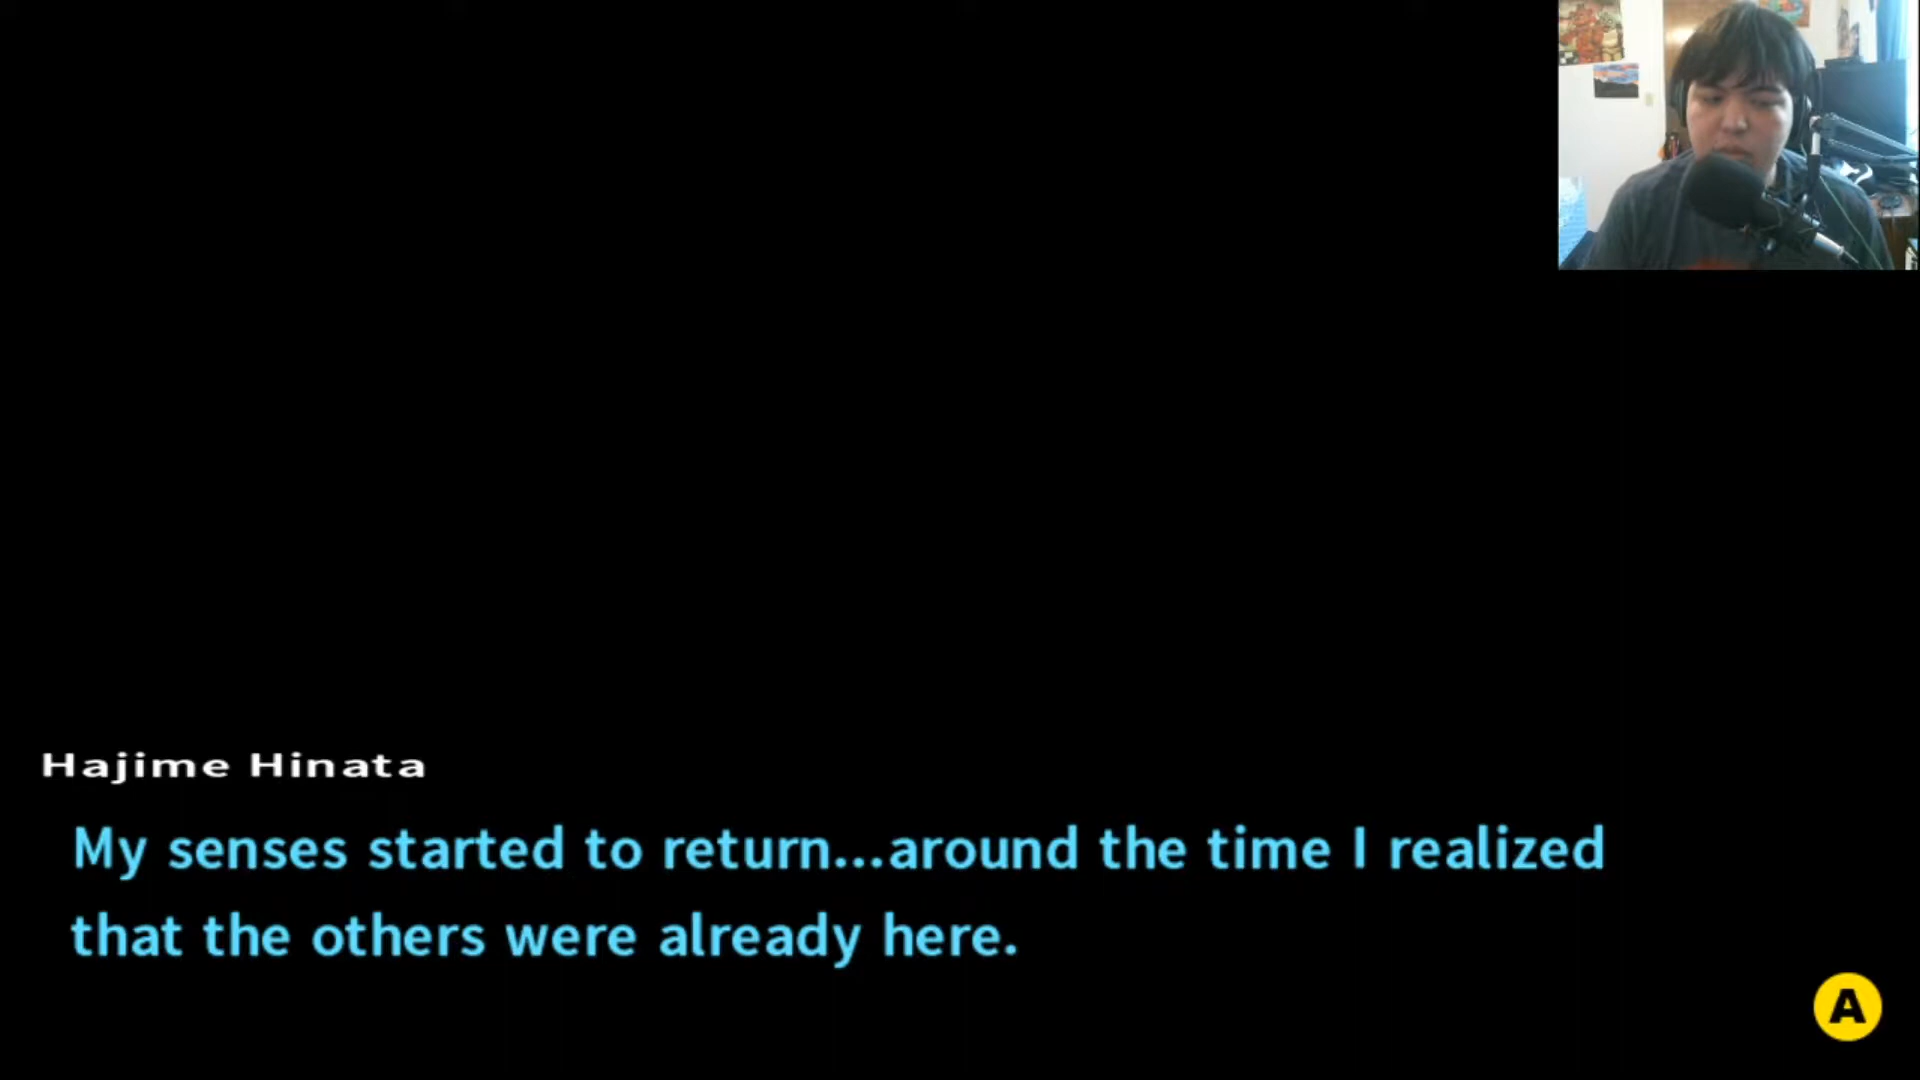 Hajime Hinata
My senses started to return...around the time I realized
that the others were already here.
A